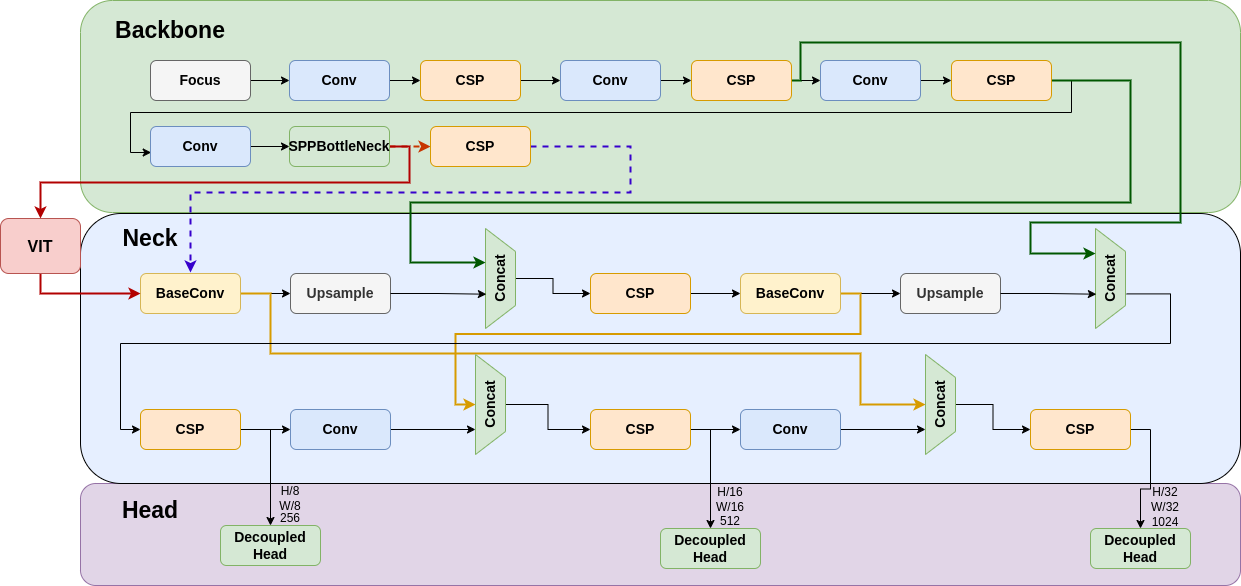 Backbone
Focus
Conv
CSP
Conv
CSP
Conv
CSP
Conv
SPPBottleNeck
CSP
VIT
Neck
BaseConv
Upsample
Concat
CSP
BaseConv
Upsample
Concat
CSP
Conv
Concat
CSP
Conv
Concat
CSP
Head
H/8
W/8
256
Decoupled
Head
H/16
W/16
512
Decoupled
Head
H/32
W/32
1024
Decoupled
Head